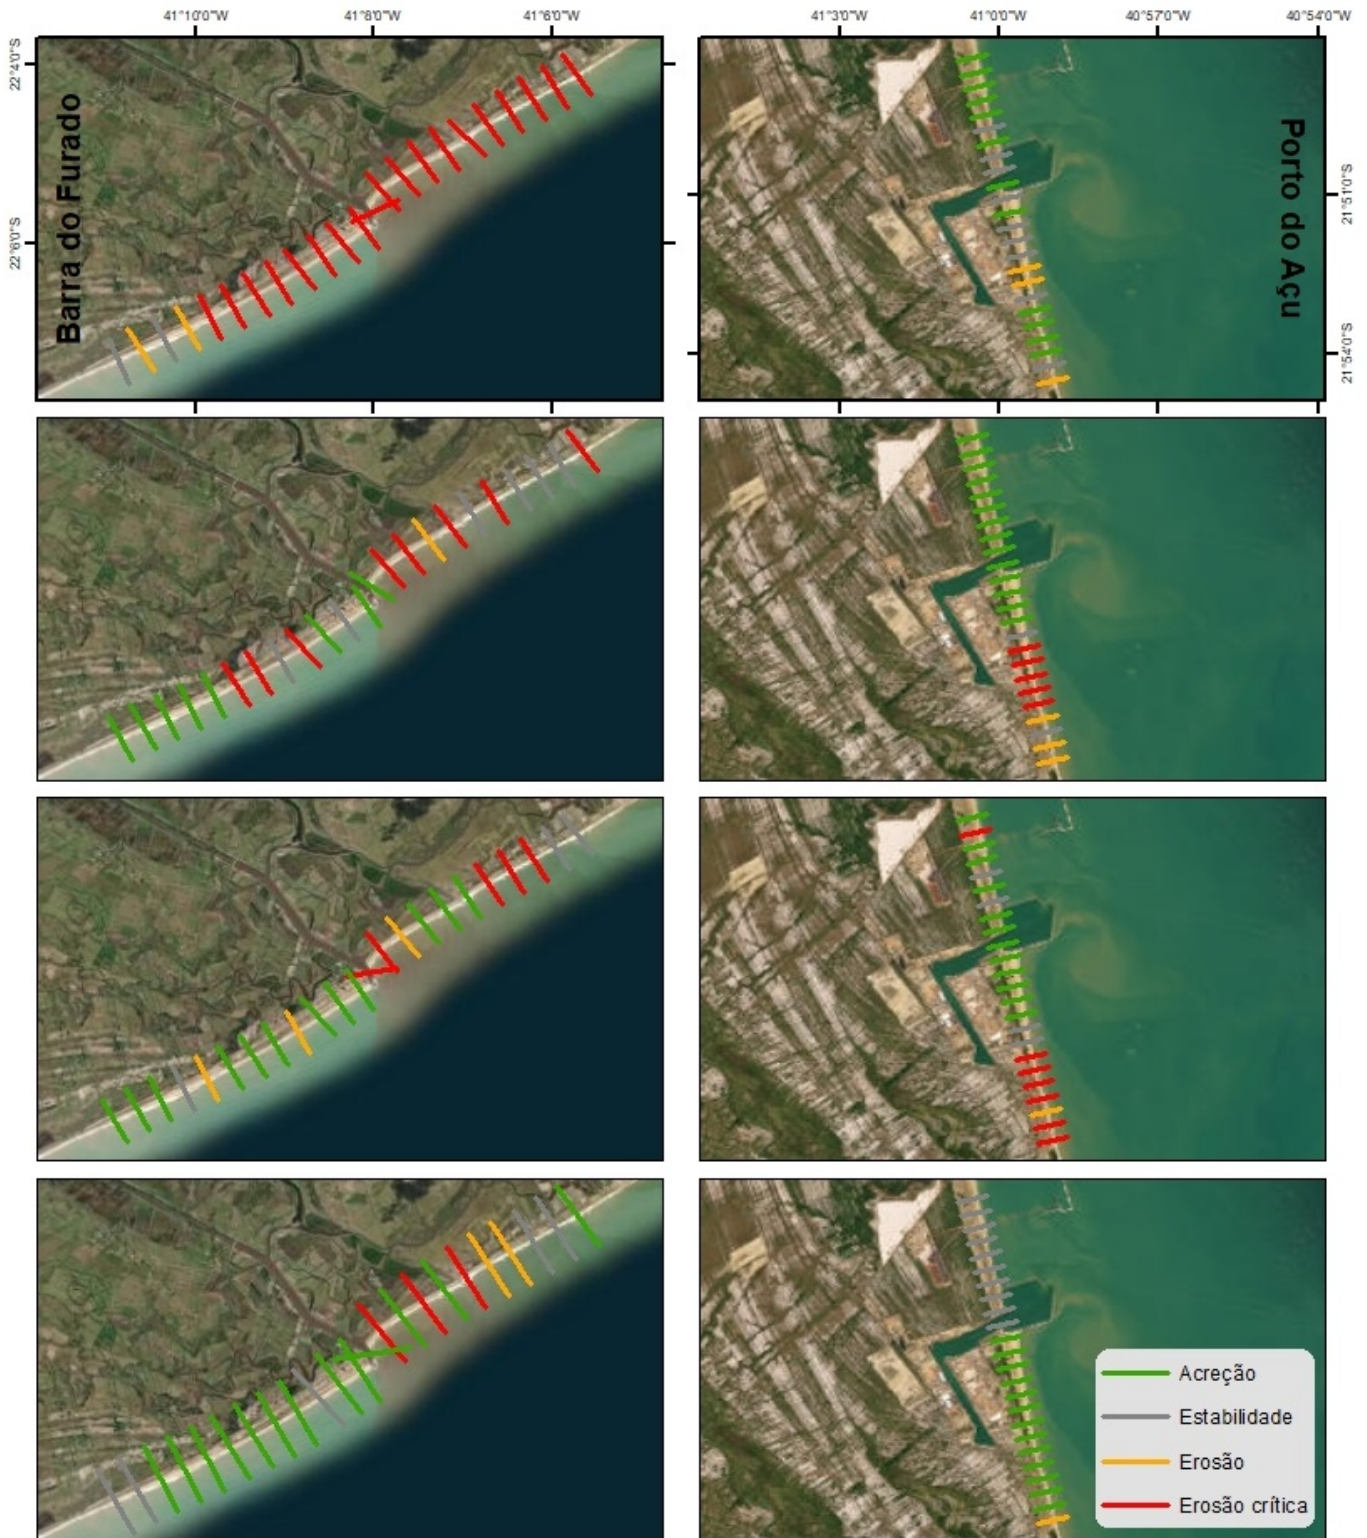 41°10'0"W 41°8'0"W 41°6'0"W 41°3'0"W 41°0'0"W 40°57'0"W 40°54'0"W
22°4'0"S
22°6'0"S
Barra do Furado
Porto do Açu
21°51'0"S
21°54'0"S
Acreção
Estabilidade
Erosão
Erosão crítica